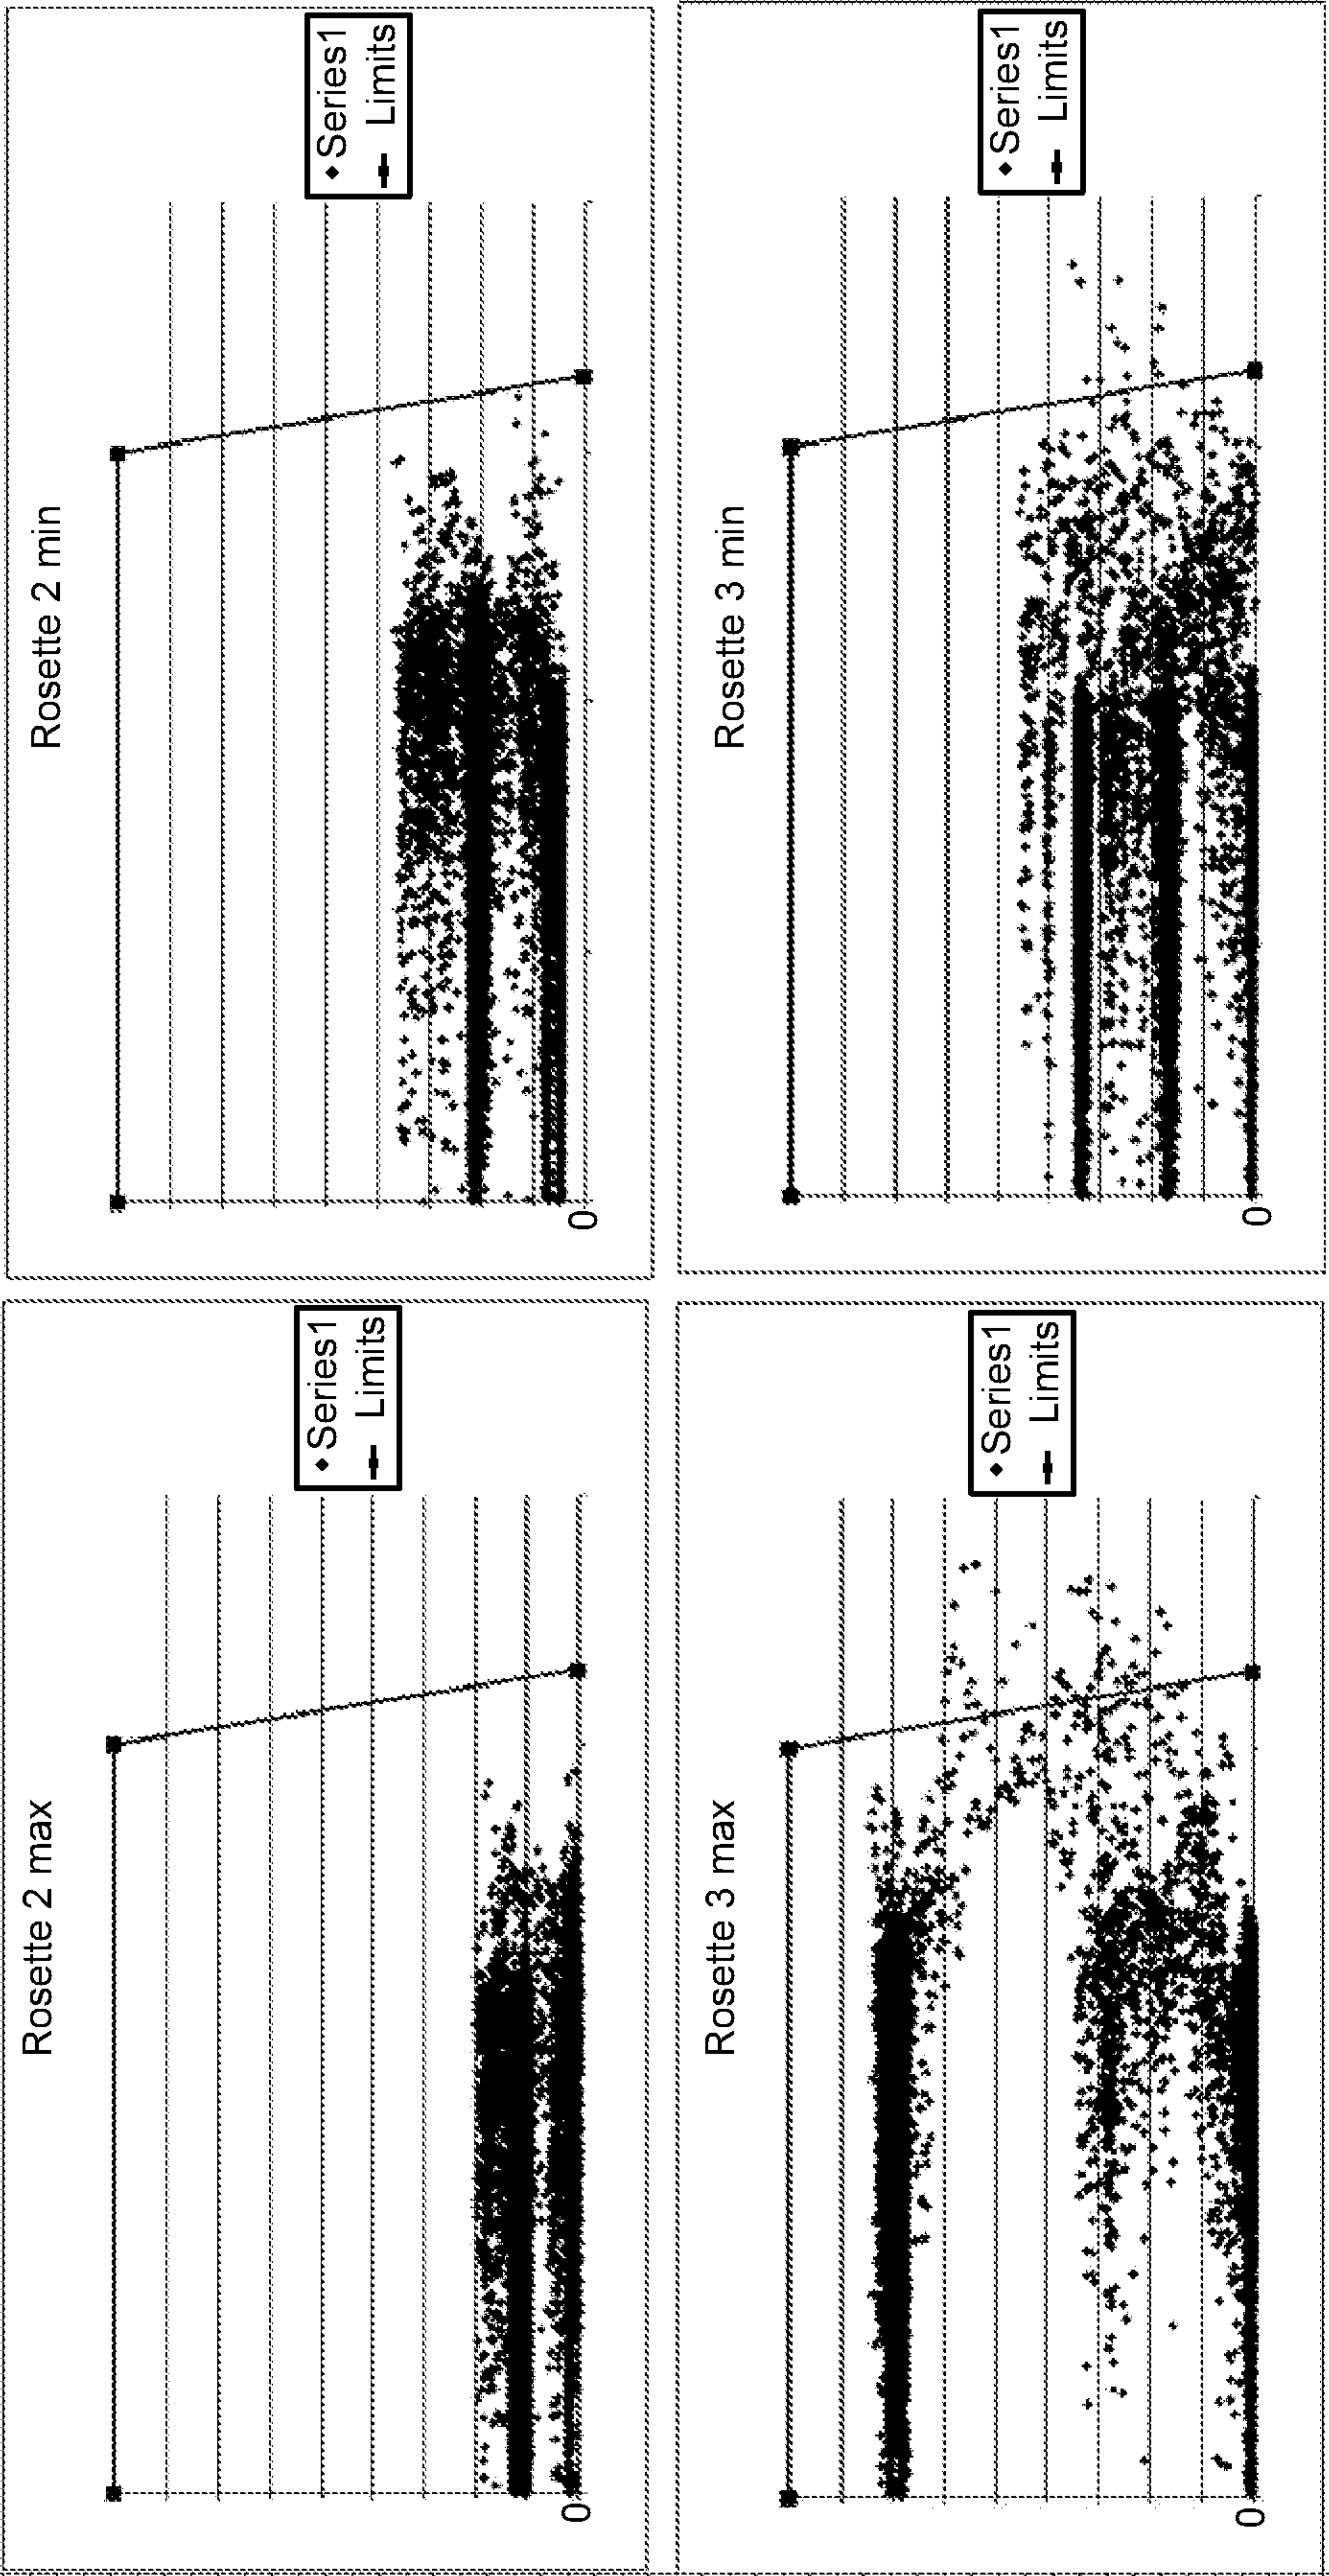 Rosette 2 max
Series1
Limits
0
Rosette 2 min
Series1
Limits
0
Rosette 3 max
Series1
Limits
0
Rosette 3 min
Series1
Limits
0